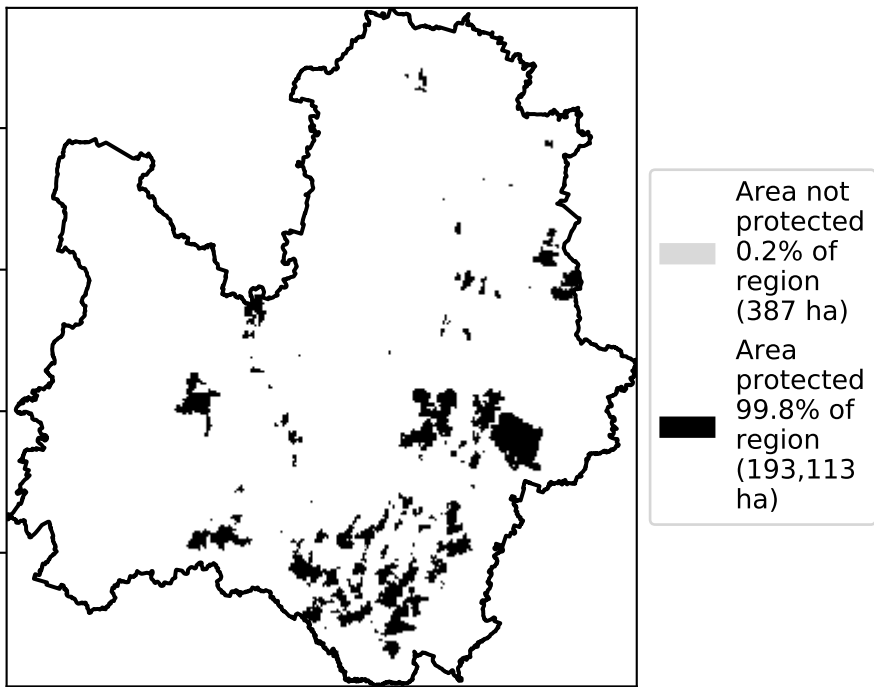 Area not
protected
0.2% of
region
(387 ha)
Area
protected
99.8% of
region
(193,113
ha)